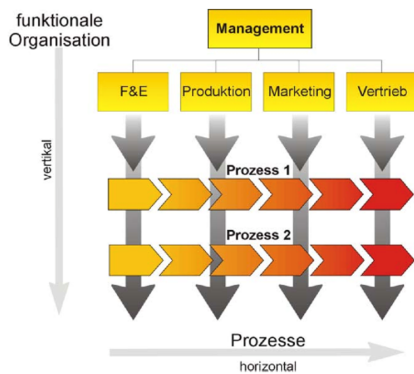 funktionale
Organisation
Management
F&E
Produktion
Marketing
Vertrieb
vertikal
Prozess 1
Prozess 2
Prozesse
horizontal